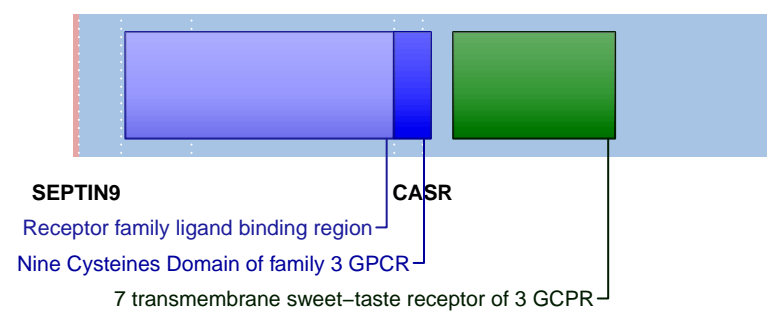 SEPTIN9 CASR
Receptor family ligand binding region
Nine Cysteines Domain of family 3 GPCR
7 transmembrane sweet−taste receptor of 3 GCPR